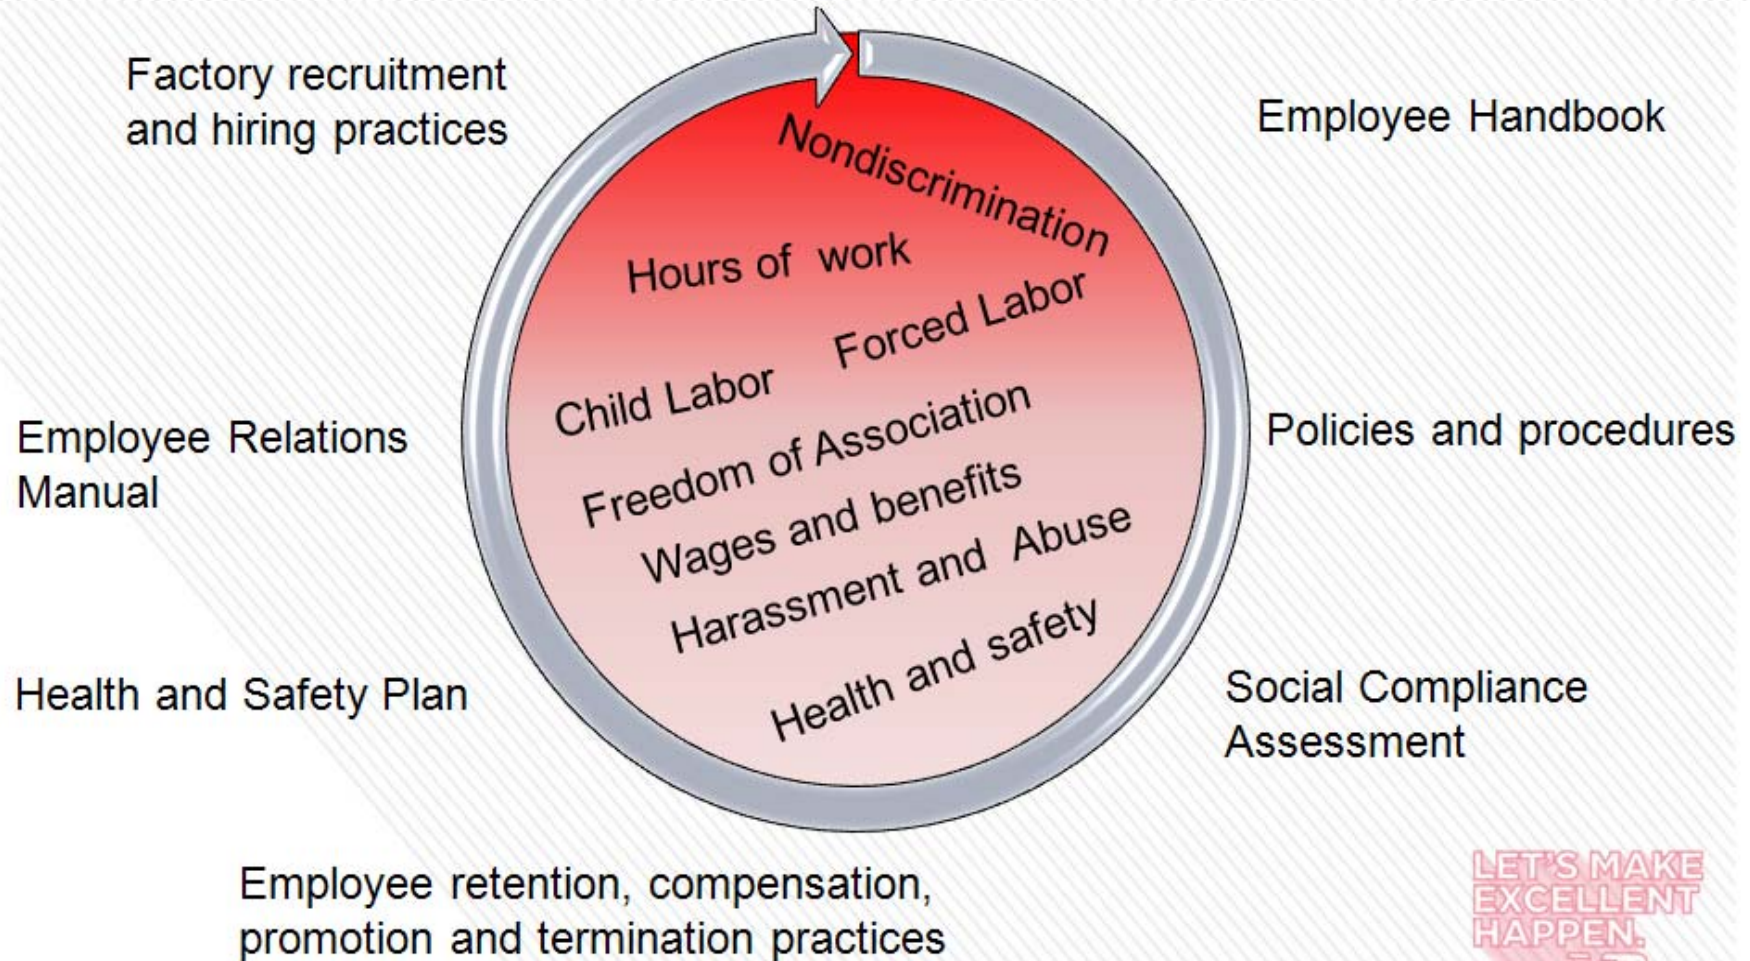 Factory recruitment
and hiring practices
Employee Handbook
Nondiscrimination
Hours of work
Forced Labor
Child Labor
Freedom of Association
Wages and benefits
Harassment and Abuse
Health and safety
Employee Relations
Manual
Policies and procedures
Health and Safety Plan
Social Compliance
Assessment
Employee retention, compensation,
promotion and termination practices
LET'S MAKE
EXCELLENT
HAPPEN.